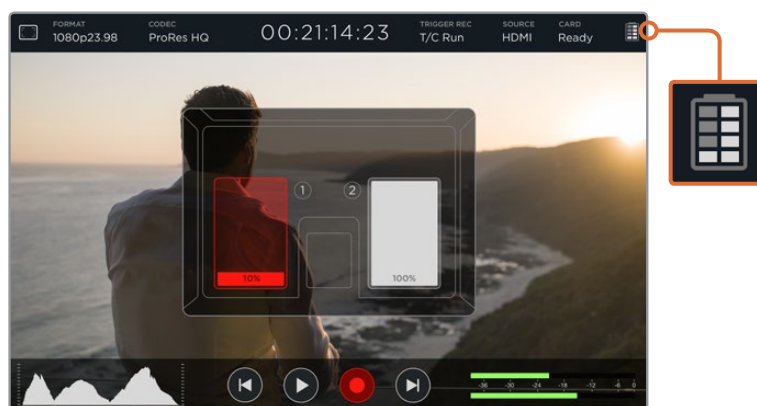 FORMAT
1080p23.98
CODEC
ProRes HQ
00:21:14:23
TRIGGER REC
T/C Run
SOURCE
HDMI
CARD
Ready
1
2
10%
100%
-36 -30 -24 -18 -12 -6 0